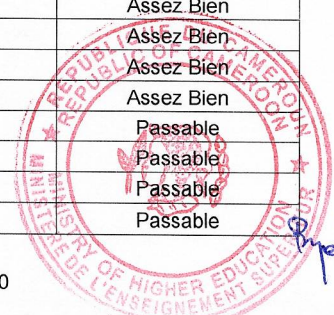 Assez Bien
Assez Bien
Assez Bien
Assez Bien
Passable
Passable
Passable
Passable
0
REPUBLIQUE DU CAMEROUN
REPUBLIC OF CAMEROON
MINISTRY OF HIGHER EDUCATION
MINISTERE DE L'ENSEIGNEMENT SUPERIEUR